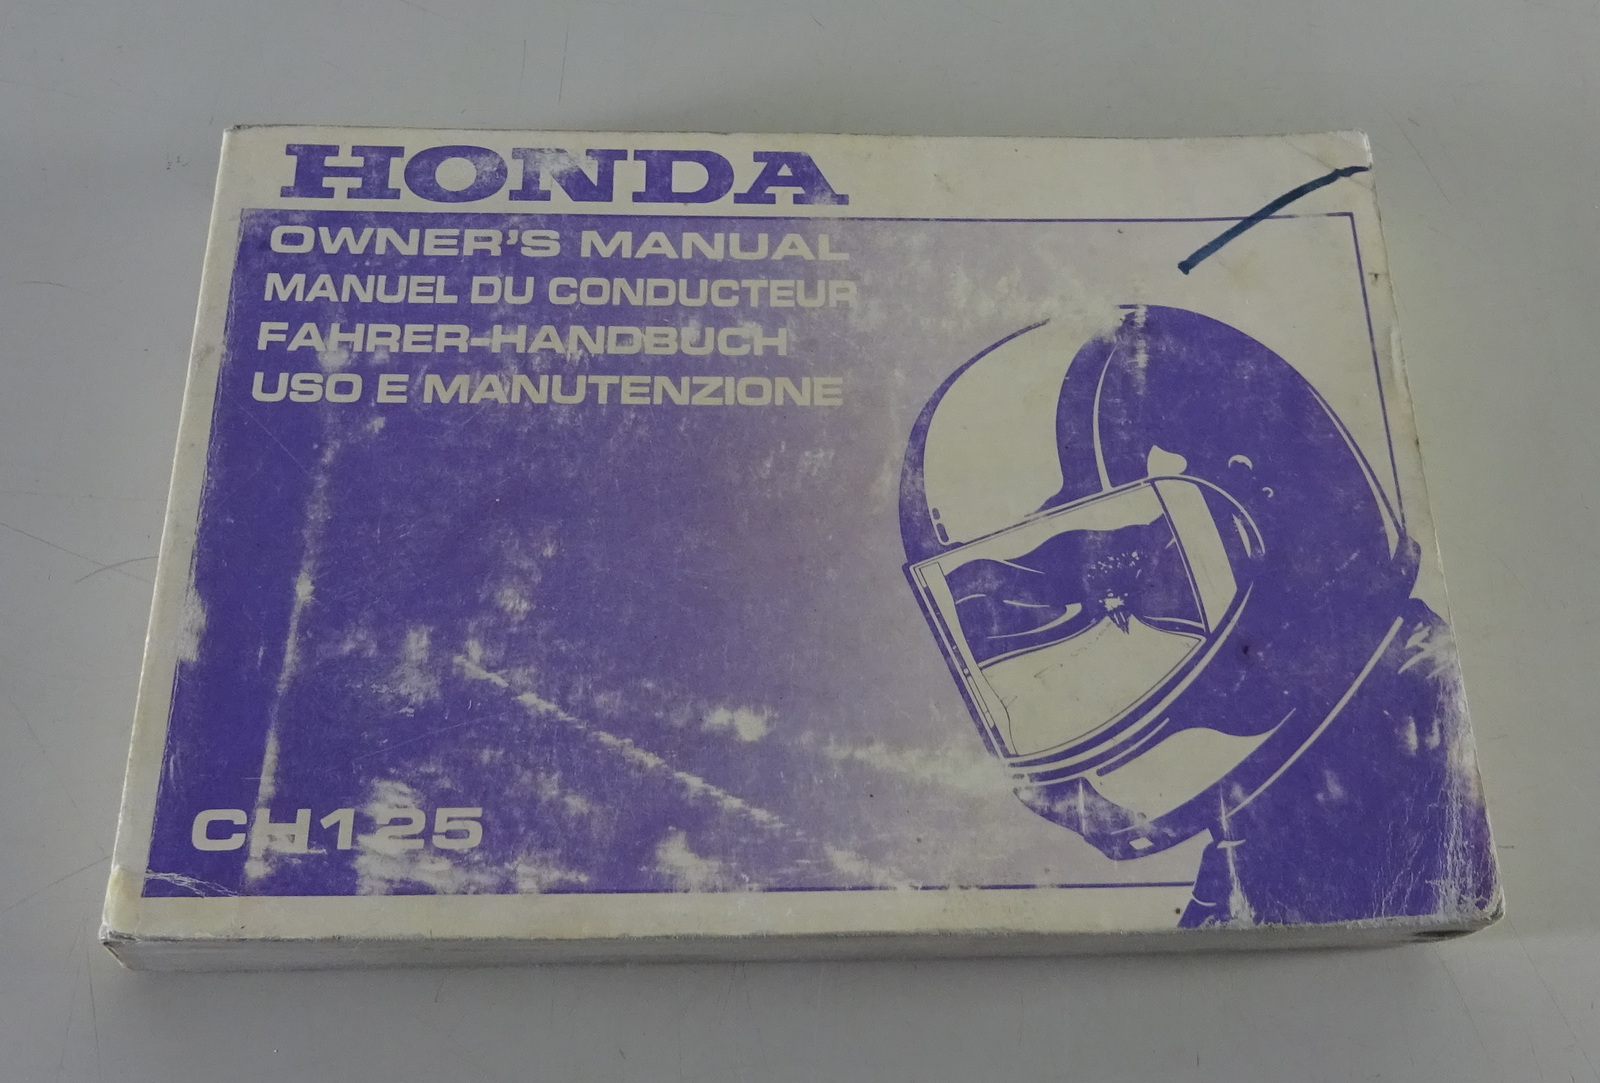 HONDA
OWNER'S MANUAL
MANUEL DU CONDUCTEUR
FAHRER-HANDBUCH
USO E MANUTENZIONE
CH125